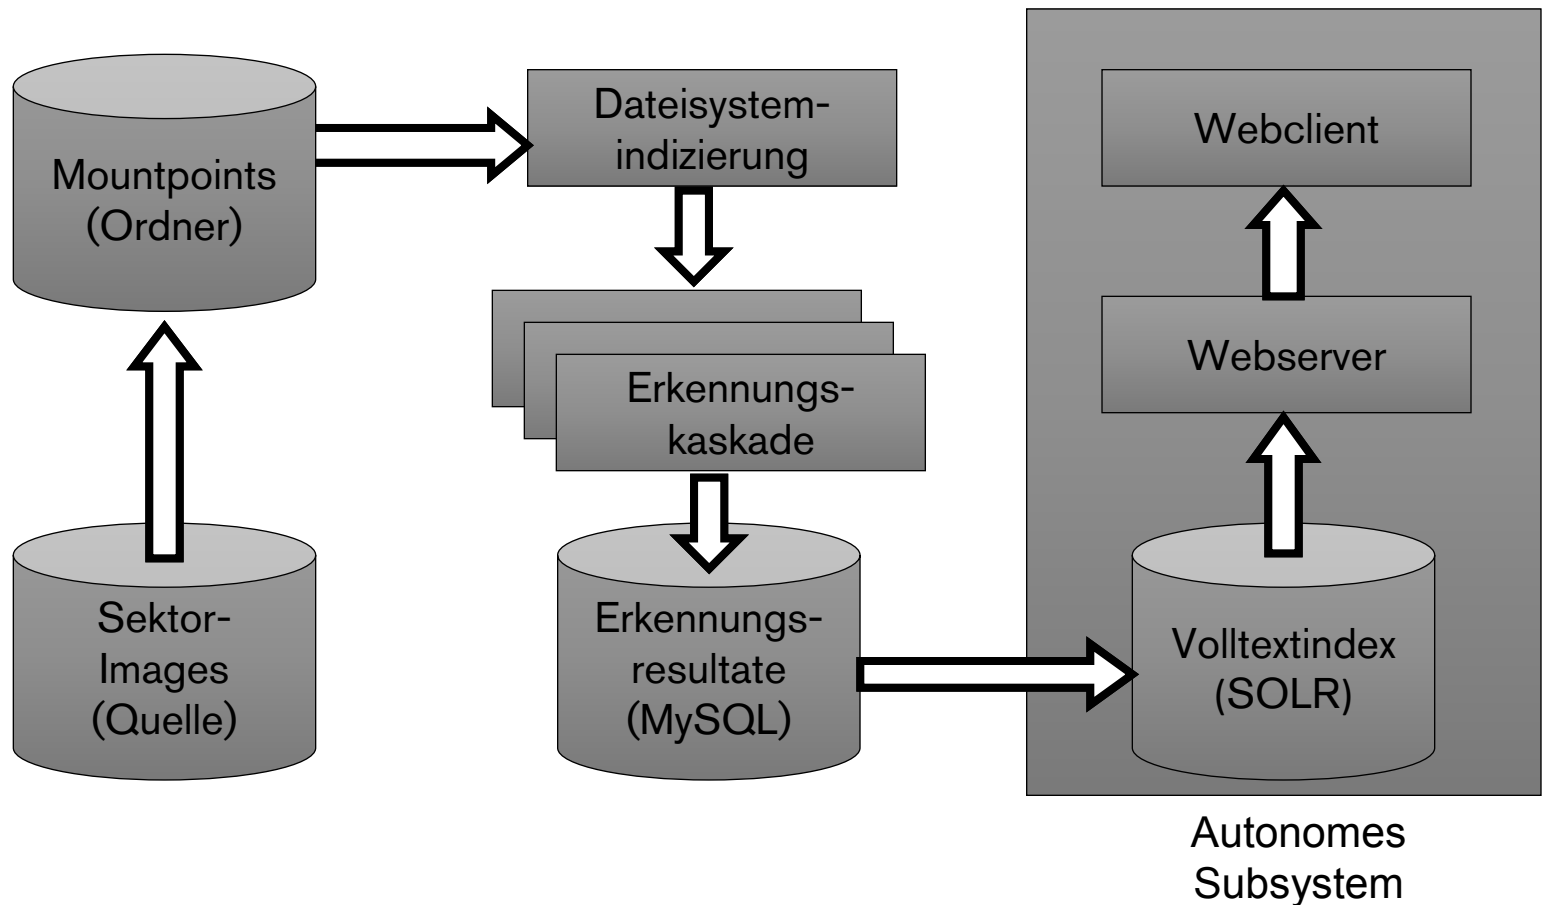 Mountpoints
(Ordner)
Sektor-
Images
(Quelle)
Dateisystem-
indizierung
Erkennungs-
kaskade
Erkennungs-
resultate
(MySQL)
Webclient
Webserver
Volltextindex
(SOLR)
Autonomes
Subsystem